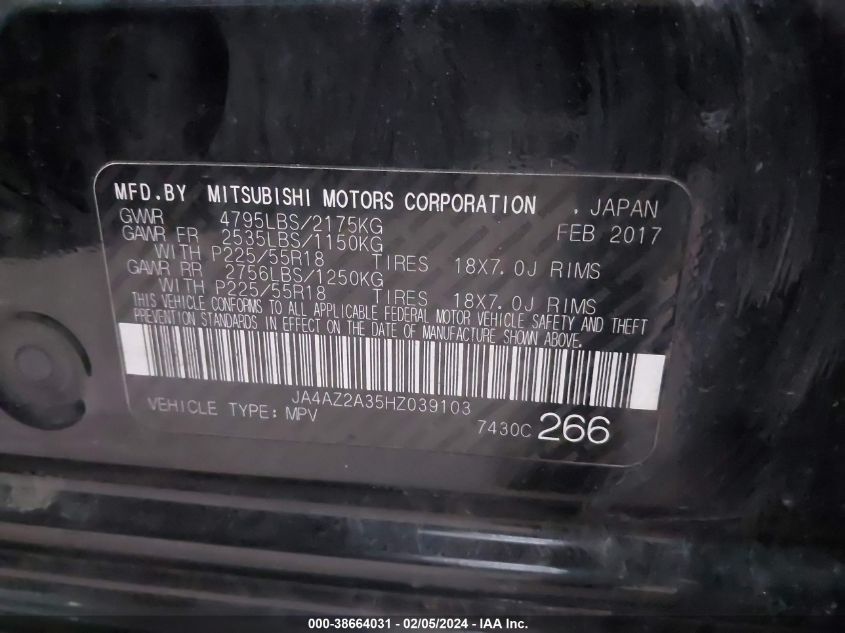 MFD.BY MITSUBISHI MOTORS CORPORATION . JAPAN
GVWR 4795LBS/2175KG FEB 2017
GAWR FR 2535LBS/1150KG
WITH P225/55R18 TIRES 18X7.0J RIMS
GAWR RR 2756LBS/1250KG
WITH P225/55R18 TIRES 18X7.0J RIMS
THIS VEHICLE CONFORMS TO ALL APPLICABLE FEDERAL MOTOR VEHICLE SAFETY AND THEFT
PREVENTION STANDARDS IN EFFECT ON THE DATE OF MANUFACTURE SHOWN ABOVE.
JA4AZ2A35HZ039103
VEHICLE TYPE: MPV 7430C 266
000-38664031 - 02/05/2024 - IAA Inc.